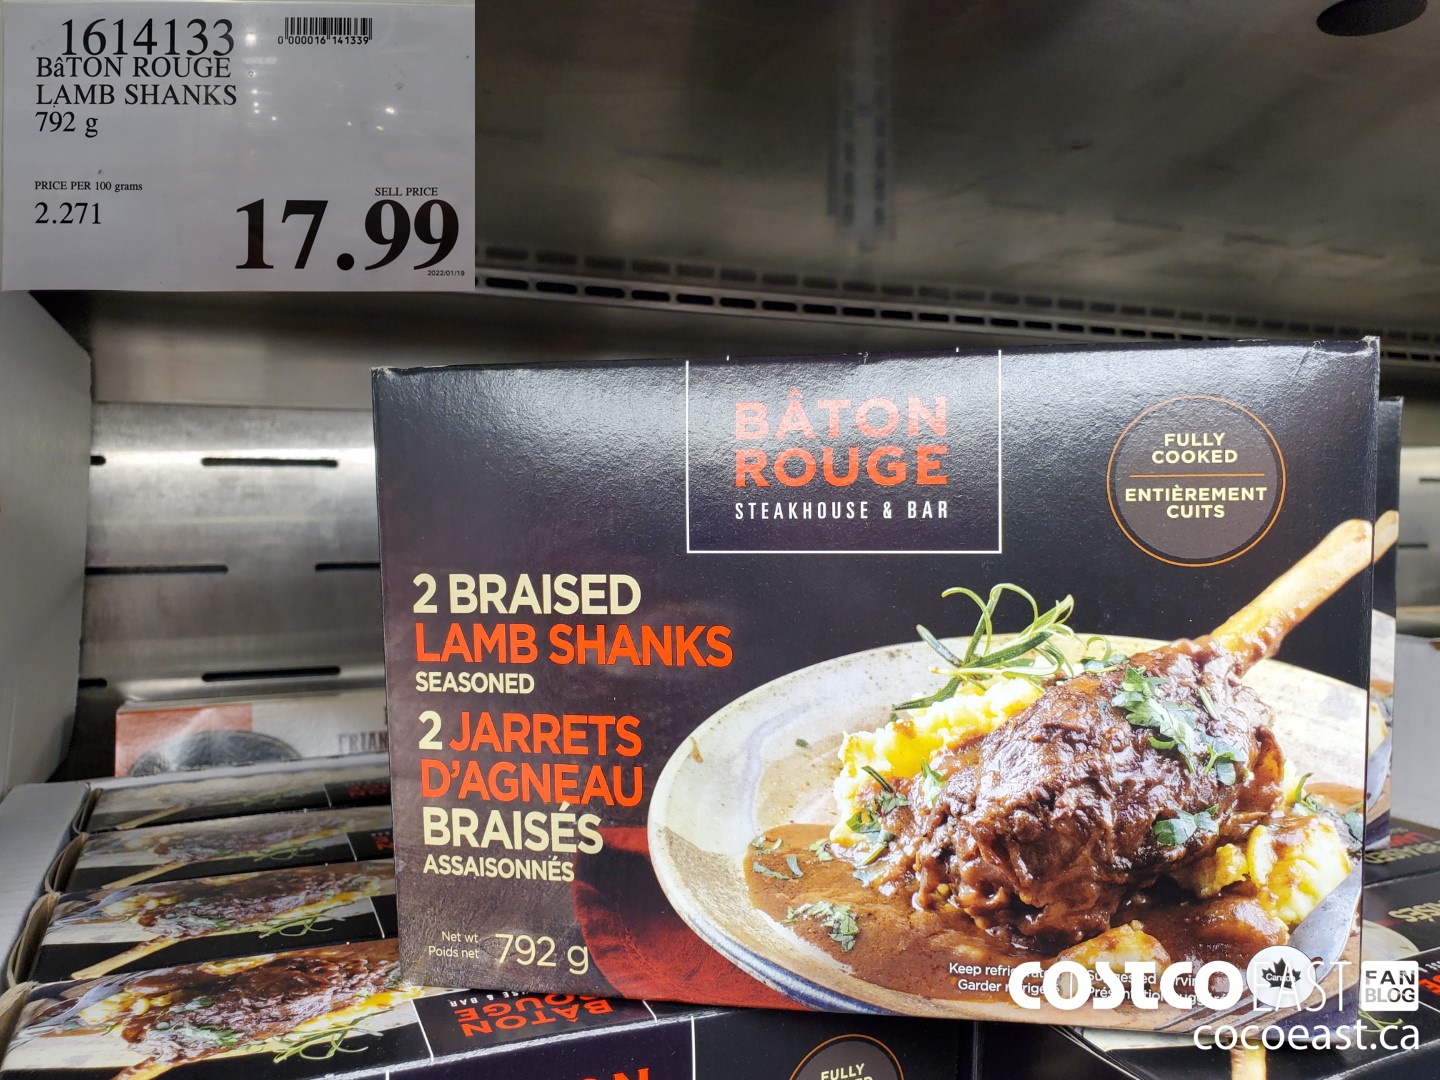 1614133
0 000016 141339
BâTON ROUGE
LAMB SHANKS
792 g
PRICE PER 100 grams
2.271
SELL PRICE
17.99
2022/01/19
BÂTON
ROUGE
STEAKHOUSE & BAR
FULLY
COOKED
ENTIÈREMENT
CUITS
2 BRAISED
LAMB SHANKS
SEASONED
2 JARRETS
D'AGNEAU
BRAISÉS
ASSAISONNÉS
Net wt
Poids net
792 g
Keep
Garder
COSTCO EAST FAN BLOG
Canada
cocoeast.ca
BÂTON
ROUGE
& BAR
FULLY